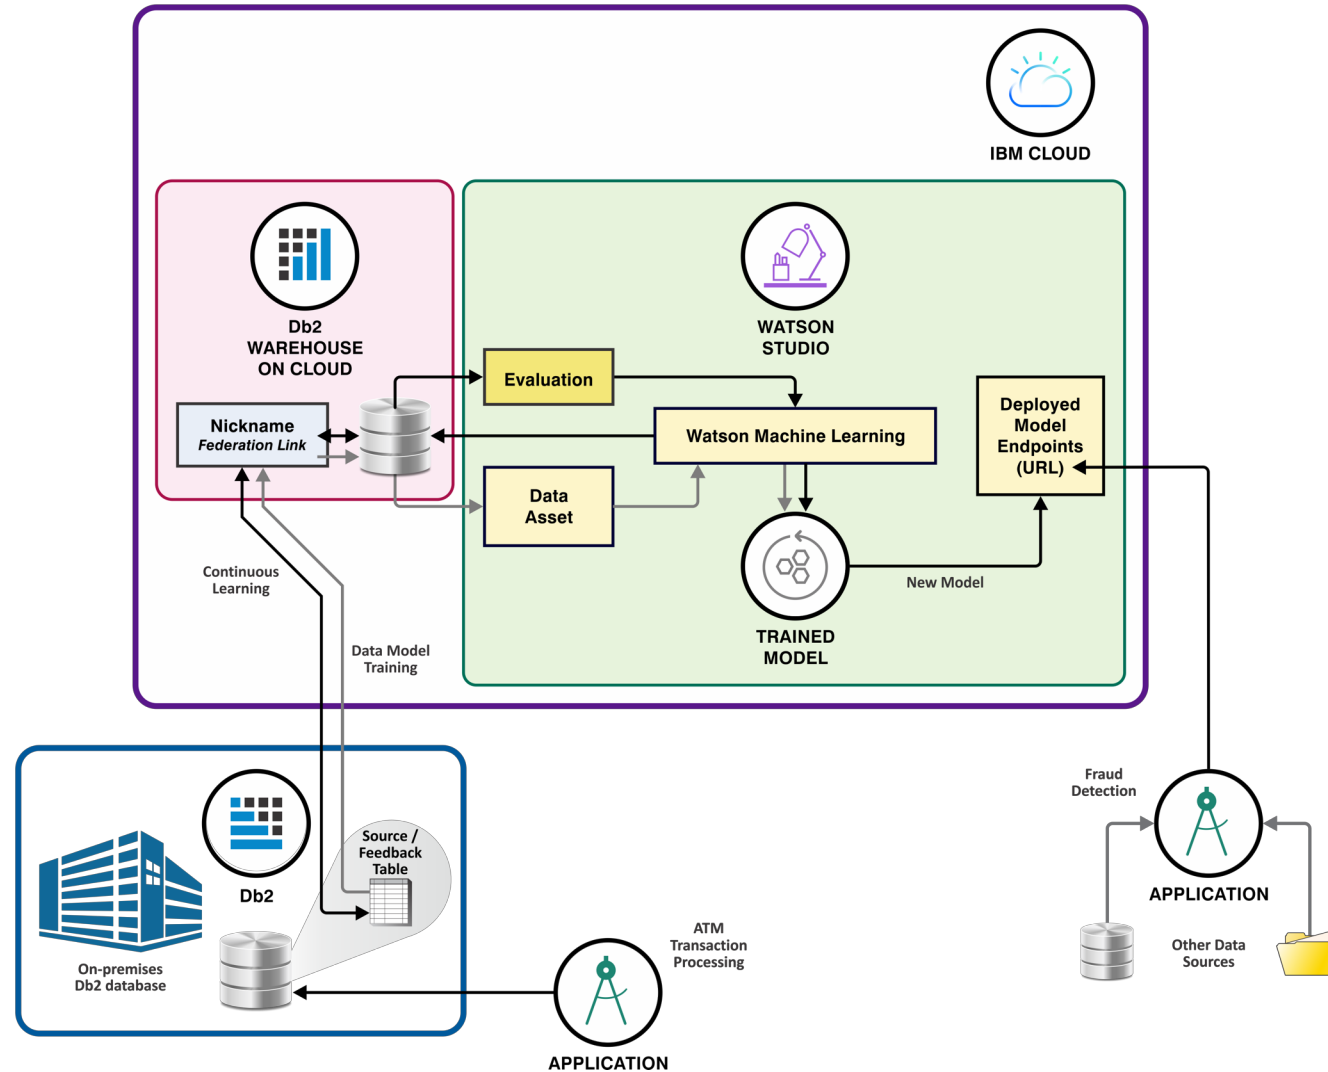 IBM CLOUD
Db2
WAREHOUSE
ON CLOUD
WATSON
STUDIO
Evaluation
Nickname
Federation Link
Watson Machine Learning
Deployed
Model
Endpoints
(URL)
Data
Asset
Continuous
Learning
New Model
TRAINED
MODEL
Data Model
Training
Fraud
Detection
Source /
Feedback
Table
Db2
APPLICATION
ATM
Transaction
Processing
Other Data
Sources
On-premises
Db2 database
APPLICATION